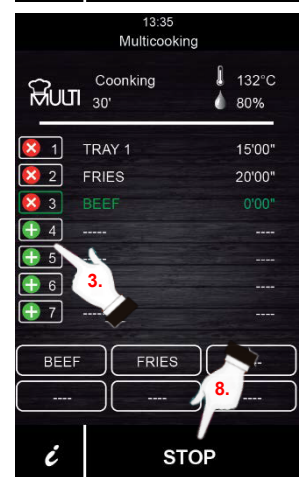 13:35
Multicooking
MULTI
Coonking
30'
132°C
80%
1 TRAY 1 15'00"
2 FRIES 20'00"
3 BEEF 0'00"
4 ----- ----
5 ----- ----
6 ----- ----
7 ----- ----
3.
BEEF FRIES ----
---- ---- ----
8.
i STOP